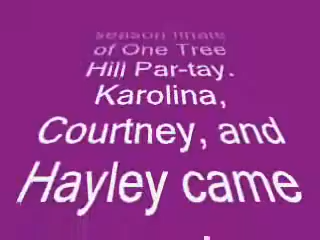 season finale
of One Tree
Hill Par-tay.
Karolina,
Courtney, and
Hayley came